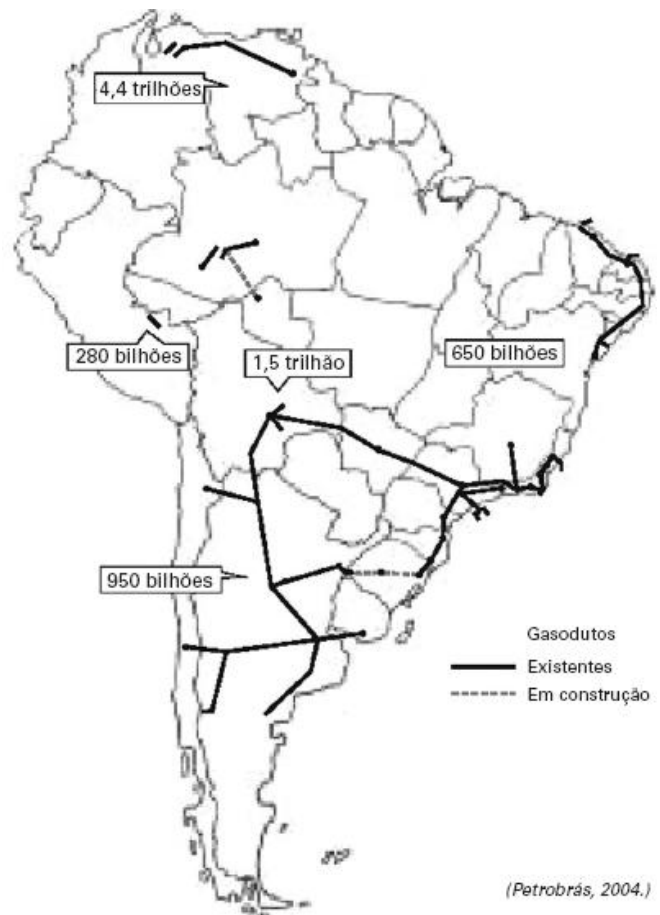 4,4 trilhões
280 bilhões
1,5 trilhão
650 bilhões
950 bilhões
Gasodutos
Existentes
Em construção
(Petrobrás, 2004.)